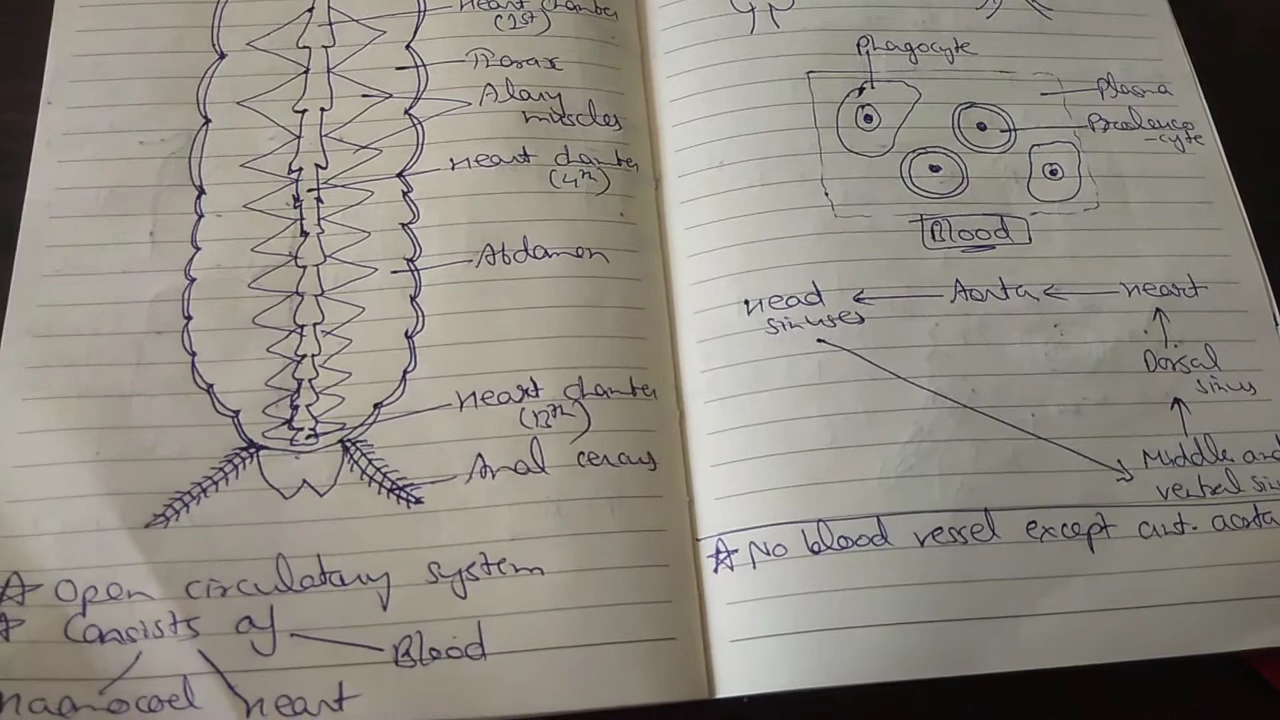 Heart chamber
(1st)
Thorax
Alary
muscles
Heart chamber
(4th)
Abdomen
Heart chamber
(13th)
Anal cercus
Open circulatory system
Consists of
Blood
Haemocoel
heart
Phagocyte
Plasma
Blood
Head
sinuses
Aorta
Heart
Dorsal
sinus
Middle and
ventral sin
No blood vessel except ant. aorta